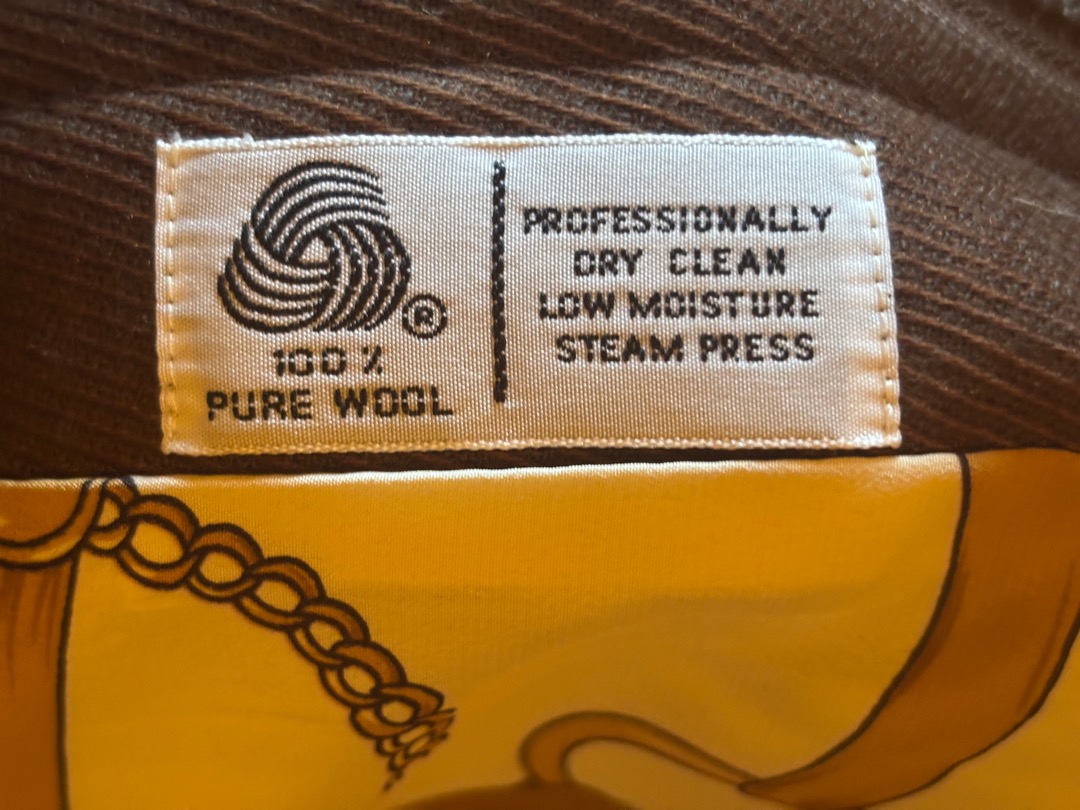 ®
100%
PURE WOOL
PROFESSIONALLY
DRY CLEAN
LOW MOISTURE
STEAM PRESS